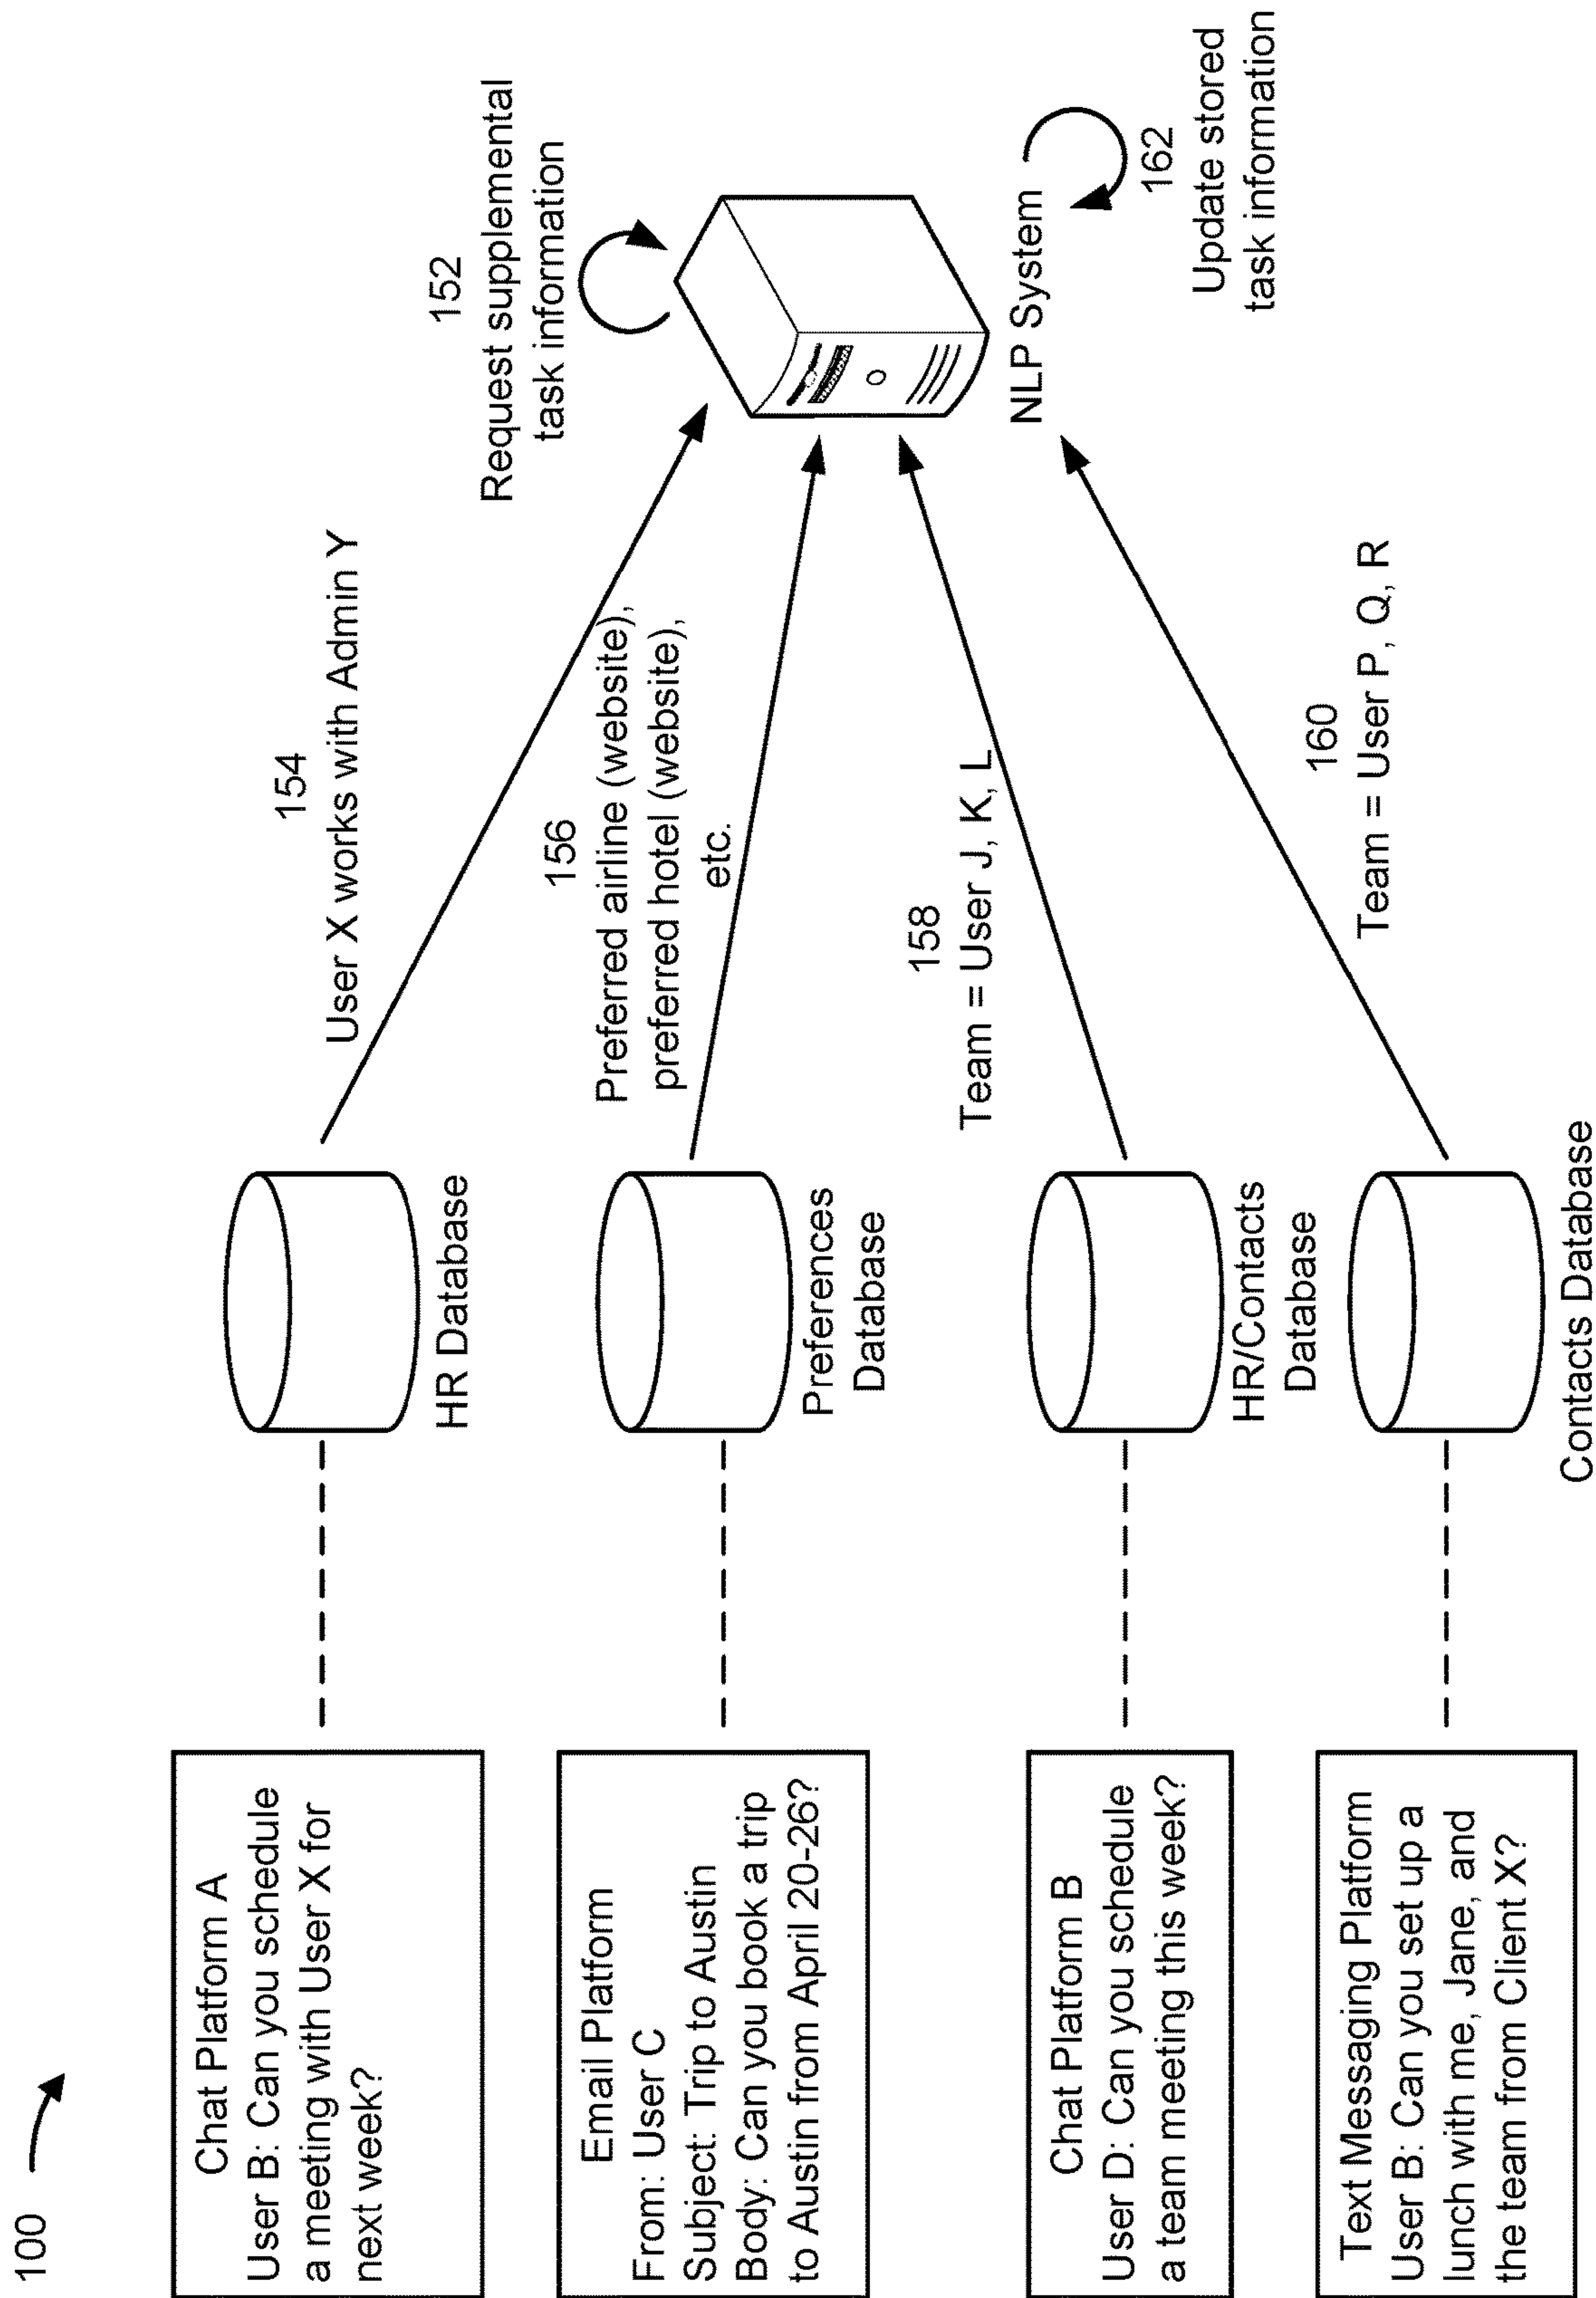 100
Chat Platform A
User B: Can you schedule
a meeting with User X for
next week?
HR Database
154
User X works with Admin Y
152
Request supplemental
task information
Email Platform
From: User C
Subject: Trip to Austin
Body: Can you book a trip
to Austin from April 20-26?
Preferences
Database
156
Preferred airline (website),
preferred hotel (website),
etc.
NLP System
Chat Platform B
User D: Can you schedule
a team meeting this week?
HR/Contacts
Database
158
Team = User J, K, L
162
Update stored
task information
Text Messaging Platform
User B: Can you set up a
lunch with me, Jane, and
the team from Client X?
Contacts Database
160
Team = User P, Q, R